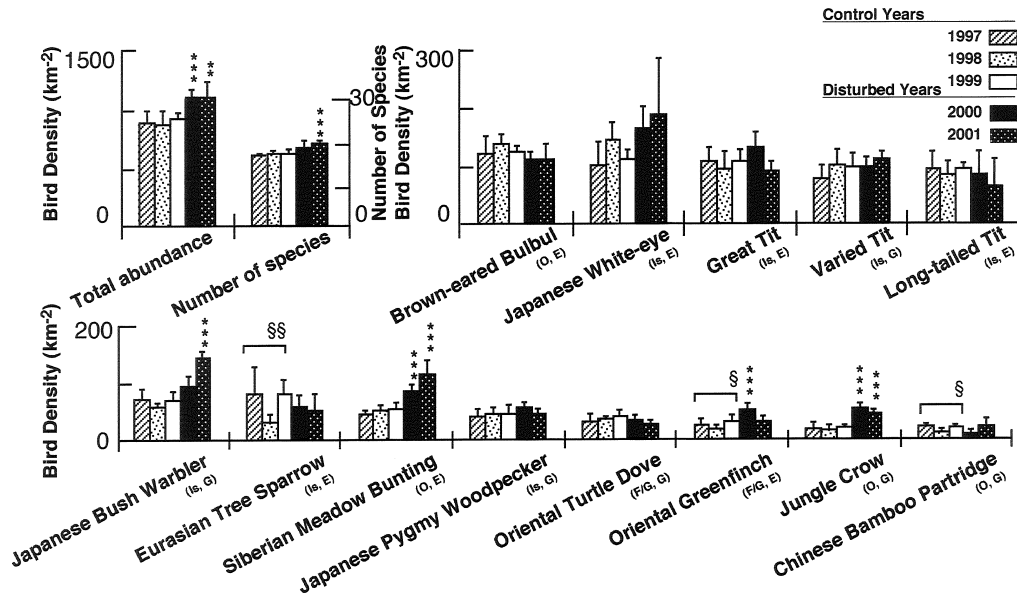 Control Years
1997
1998
1999
Disturbed Years
2000
2001
Bird Density (km-2)
1500
0
*** **
Number of Species
30
0
***
Total abundance
Number of species
Bird Density (km-2)
300
0
Brown-eared Bulbul
(O, E)
Japanese White-eye
(Is, E)
Great Tit
(Is, E)
Varied Tit
(Is, G)
Long-tailed Tit
(Is, E)
Bird Density (km-2)
200
0
***
§§
***
***
§
***
***
***
§
Japanese Bush Warbler
(Is, G)
Eurasian Tree Sparrow
(Is, E)
Siberian Meadow Bunting
(O, E)
Japanese Pygmy Woodpecker
(Is, G)
Oriental Turtle Dove
(F/G, G)
Oriental Greenfinch
(F/G, E)
Jungle Crow
(O, G)
Chinese Bamboo Partridge
(O, G)